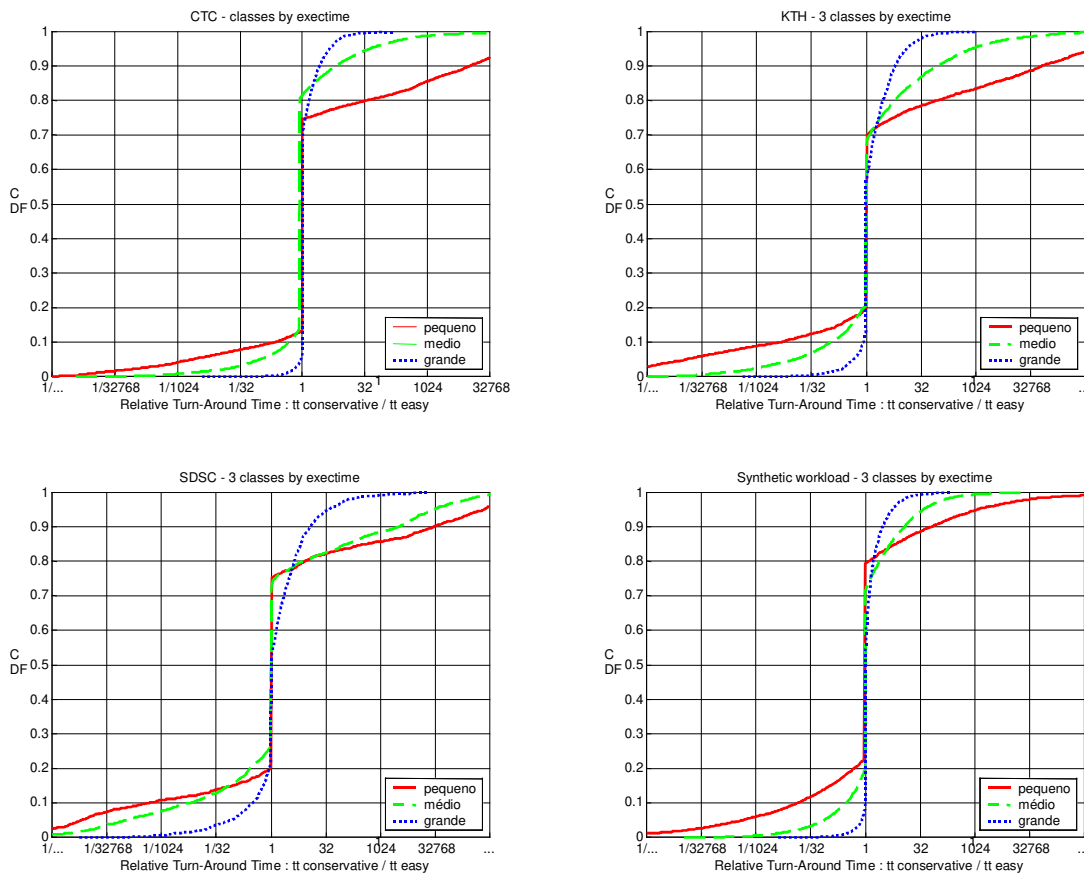 CTC - classes by exectime
1
0.9
0.8
0.7
0.6
C
DF
0.5
0.4
0.3
0.2
0.1
0
pequeno
medio
grande
1/... 1/32768 1/1024 1/32 1 32 1024 32768
Relative Turn-Around Time : tt conservative / tt easy
KTH - 3 classes by exectime
1
0.9
0.8
0.7
0.6
C
DF
0.5
0.4
0.3
0.2
0.1
0
pequeno
medio
grande
1/... 1/32768 1/1024 1/32 1 32 1024 32768 ...
Relative Turn-Around Time : tt conservative / tt easy
SDSC - 3 classes by exectime
1
0.9
0.8
0.7
0.6
C
DF
0.5
0.4
0.3
0.2
0.1
0
pequeno
médio
grande
1/... 1/32768 1/1024 1/32 1 32 1024 32768 ...
Relative Turn-Around Time : tt conservative / tt easy
Synthetic workload - 3 classes by exectime
1
0.9
0.8
0.7
0.6
C
DF
0.5
0.4
0.3
0.2
0.1
0
pequeno
médio
grande
1/... 1/32768 1/1024 1/32 1 32 1024 32768 ...
Relative Turn-Around Time : tt conservative / tt easy